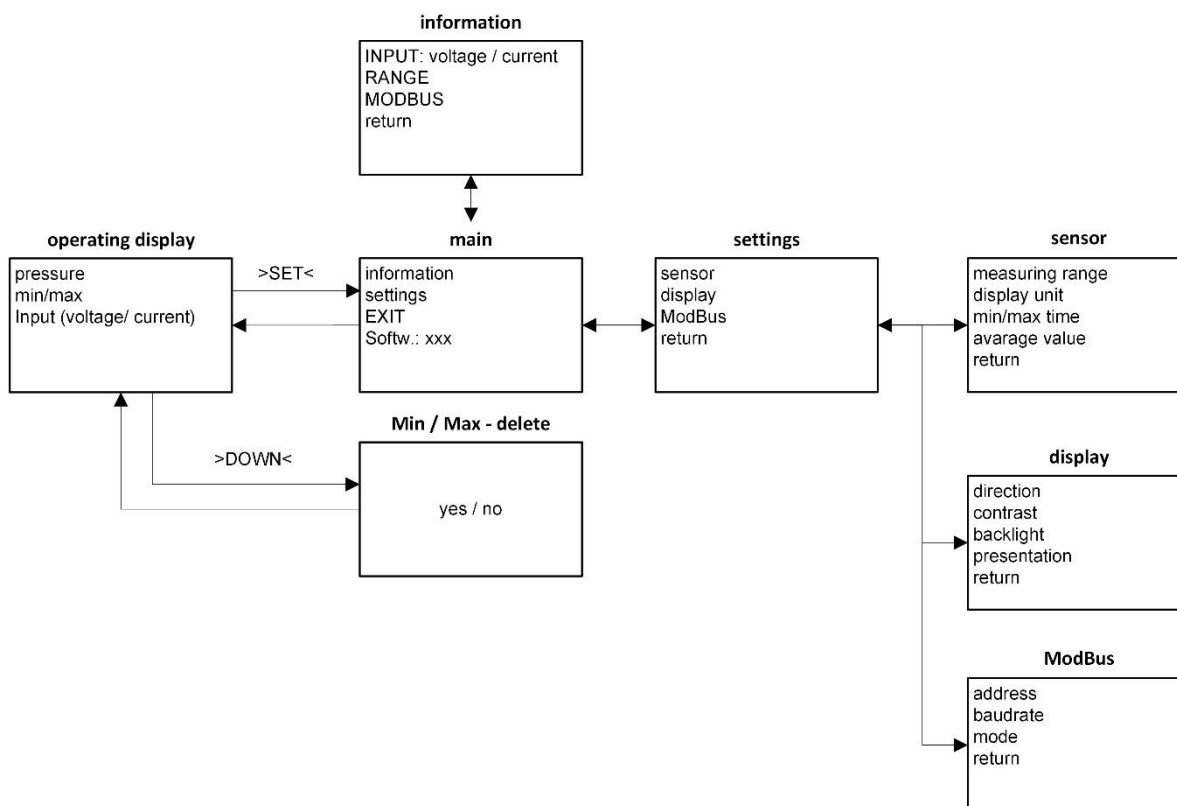 information
INPUT: voltage / current
RANGE
MODBUS
return
operating display
pressure
min/max
Input (voltage/ current)
>SET<
main
information
settings
EXIT
Softw.: xxx
settings
sensor
display
ModBus
return
sensor
measuring range
display unit
min/max time
avarage value
return
>DOWN<
Min / Max - delete
yes / no
display
direction
contrast
backlight
presentation
return
ModBus
address
baudrate
mode
return